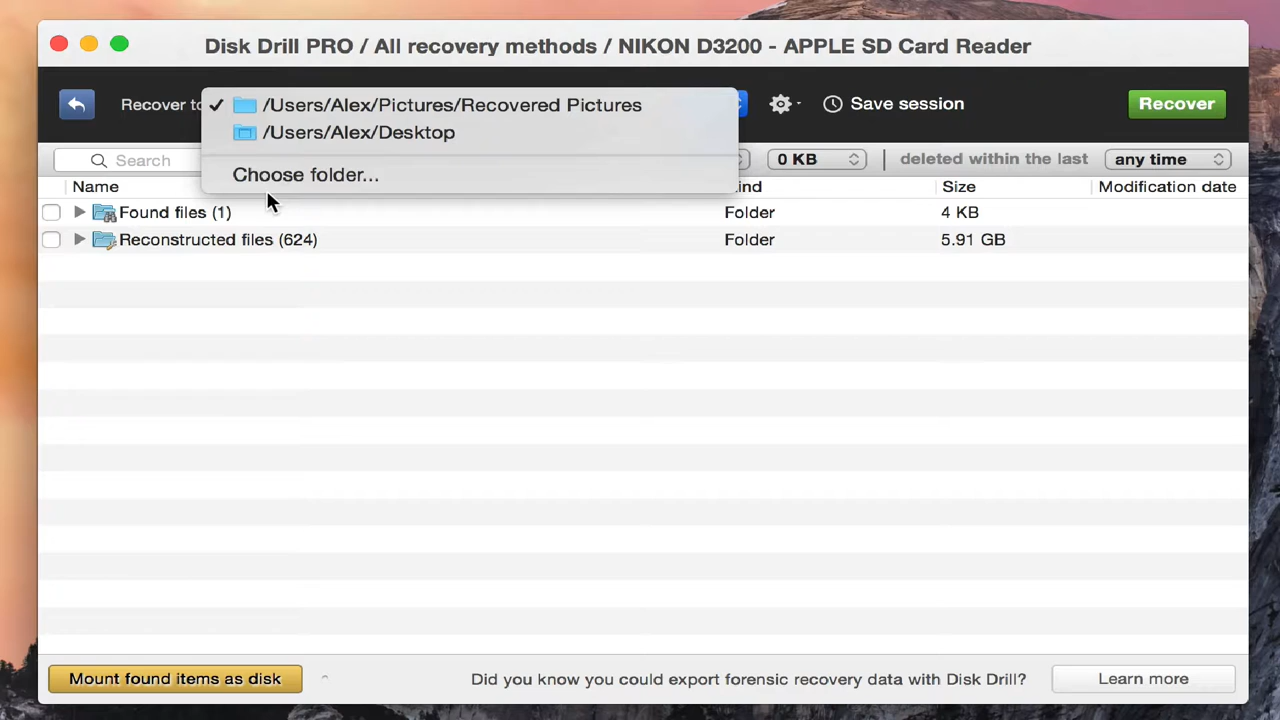 Disk Drill PRO / All recovery methods / NIKON D3200 - APPLE SD Card Reader
Recover to
/Users/Alex/Pictures/Recovered Pictures
Save session
Recover
/Users/Alex/Desktop
Search
0 KB
deleted within the last
any time
Choose folder...
Name
Size
Modification date
Found files (1)
Folder
4 KB
Reconstructed files (624)
Folder
5.91 GB
Mount found items as disk
Did you know you could export forensic recovery data with Disk Drill?
Learn more